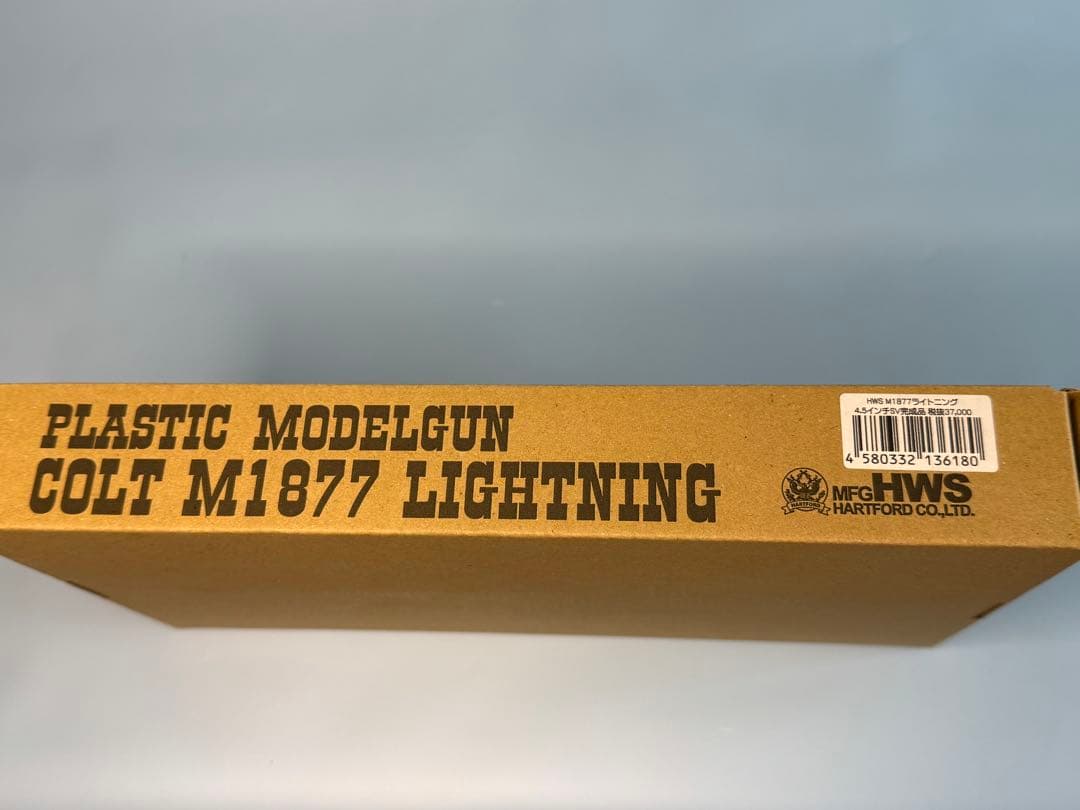 PLASTIC MODELGUN
COLT M1877 LIGHTNING
HWS M1877ライトニング
4.5インチSV完成品 税抜37,000
4 580332 136180
HARTFORD
MFG HWS
HARTFORD CO.,LTD.